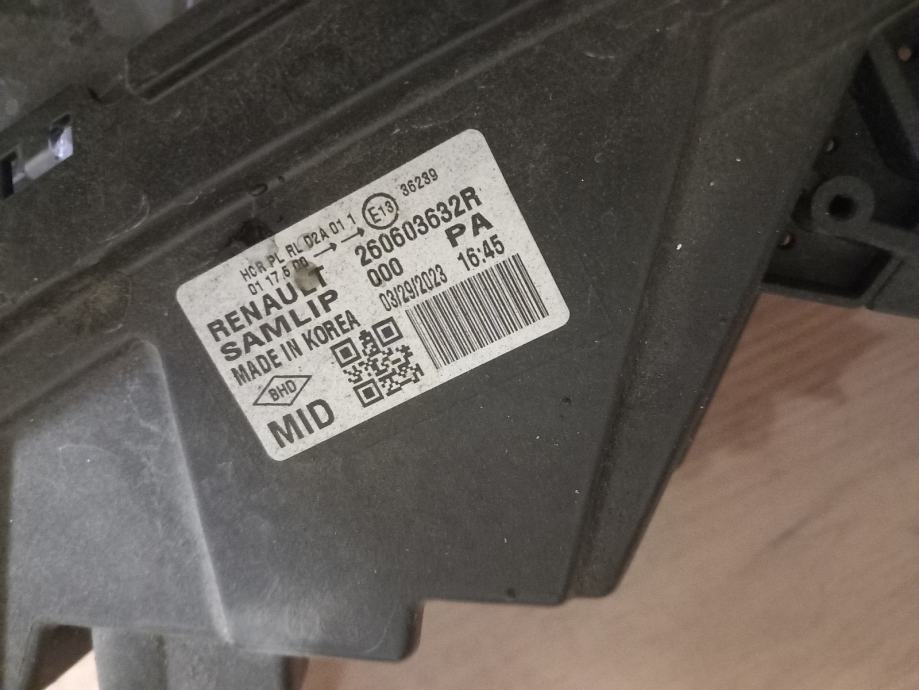 HCR PL RL D2A 01 1 E13 36239
01 17.5 00 → →
RENAULT 260603632R
SAMLIP 000 PA
MADE IN KOREA 03/29/2023 16:45
BHD
MID